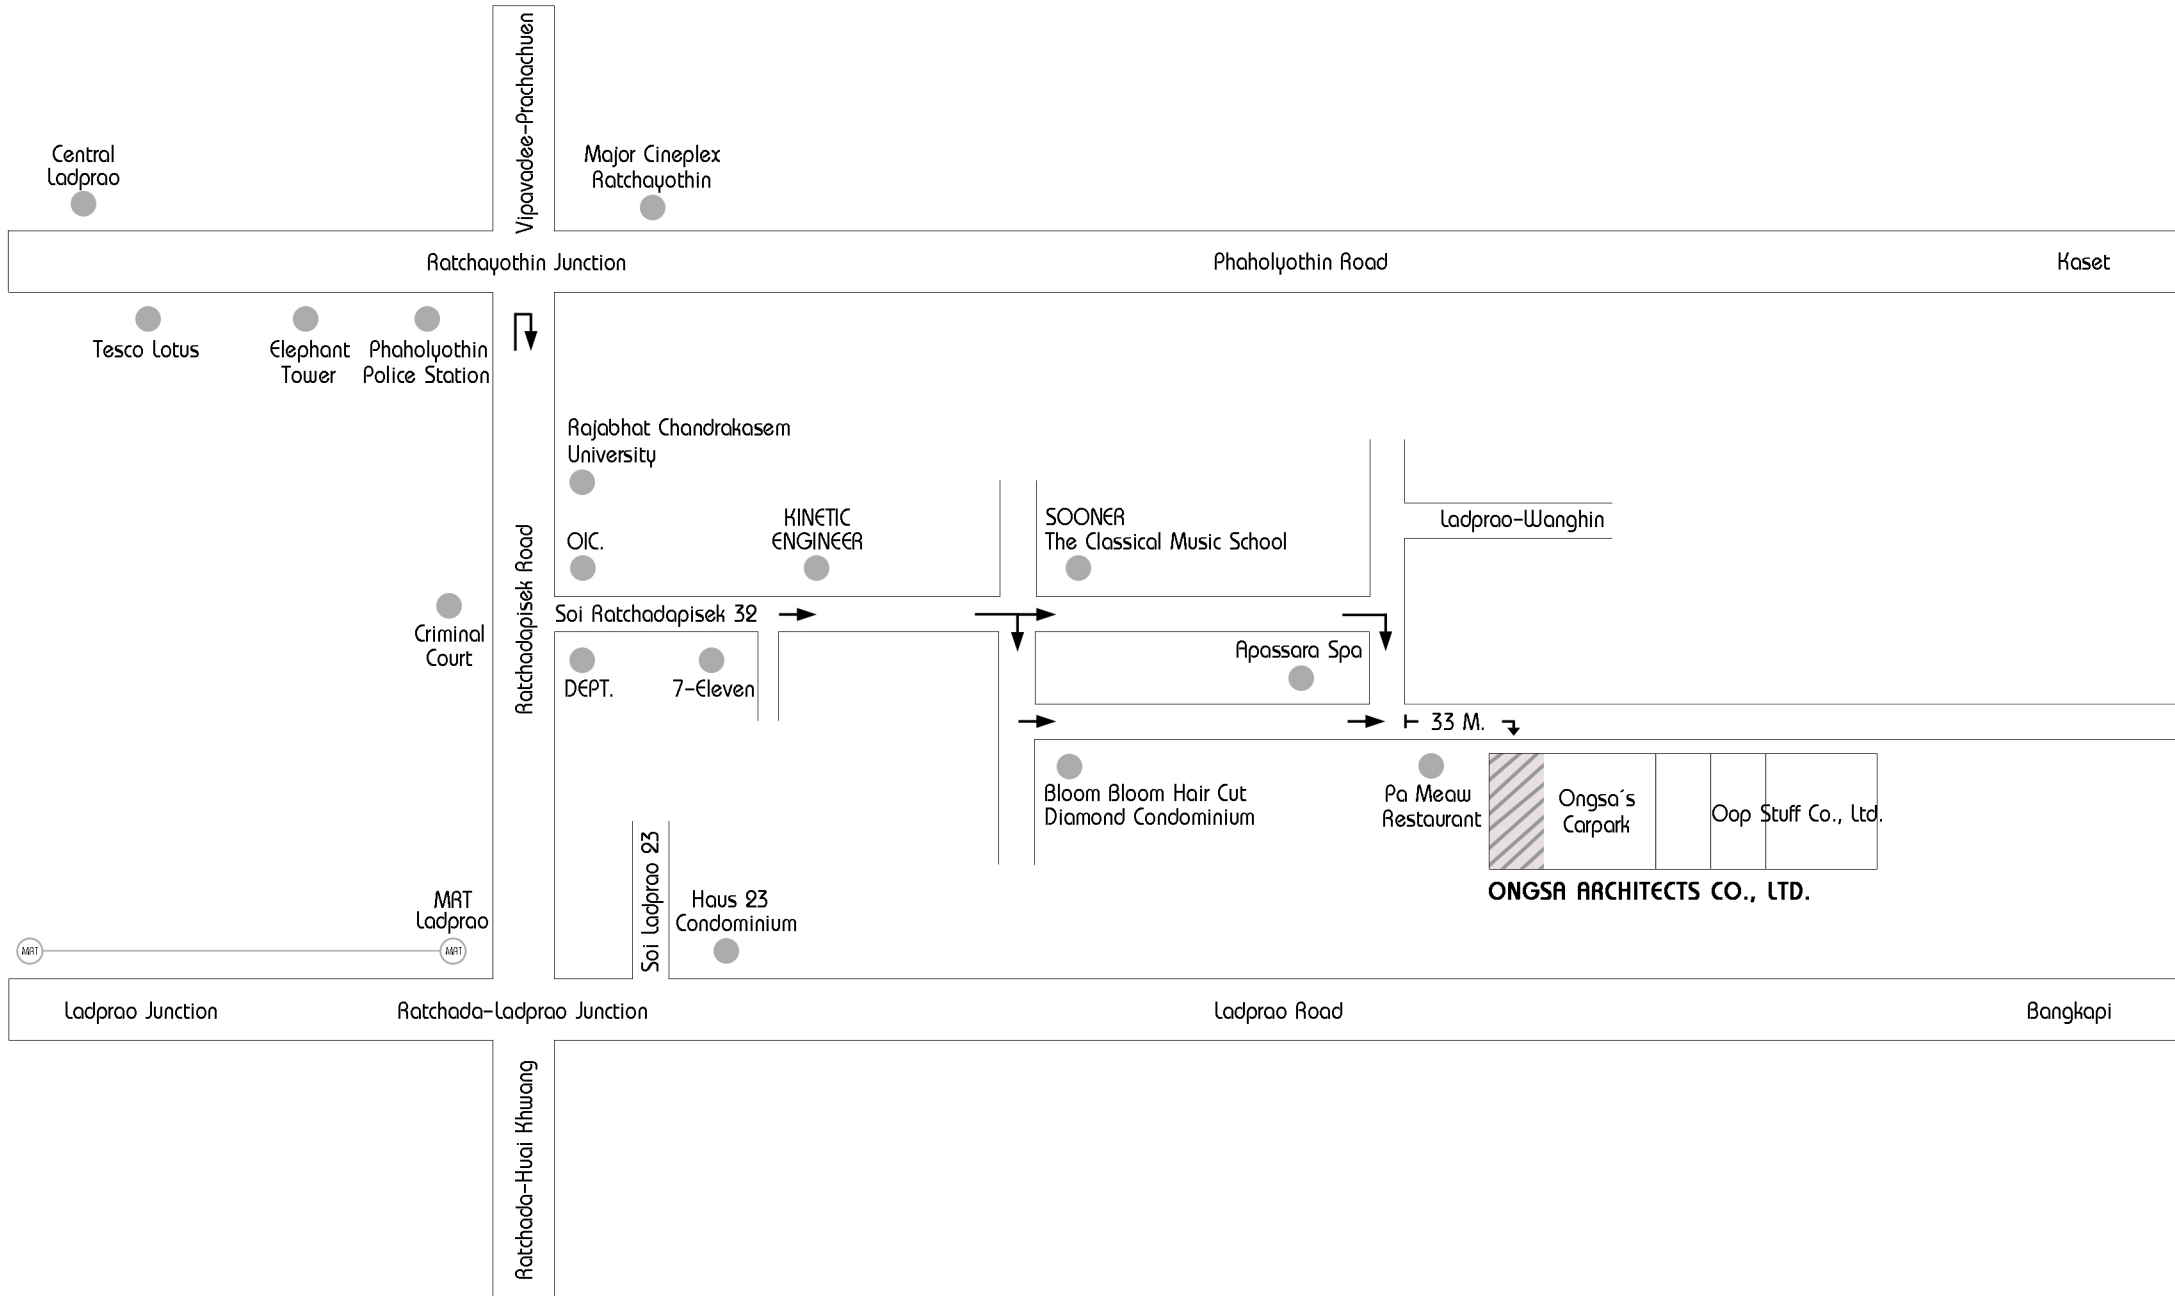 Vipavadee-Prachachuen
Central
Ladprao
Major Cineplex
Ratchayothin
Ratchayothin Junction
Phaholyothin Road
Kaset
Tesco Lotus
Elephant
Tower
Phaholyothin
Police Station
Rajabhat Chandrakasem
University
OIC.
KINETIC
ENGINEER
SOONER
The Classical Music School
Ladprao-Wanghin
Ratchadapisek Road
Soi Ratchadapisek 32
Criminal
Court
DEPT.
7-Eleven
Apassara Spa
33 M.
Bloom Bloom Hair Cut
Diamond Condominium
Pa Meaw
Restaurant
Ongsa's
Carpark
Oop Stuff Co., Ltd.
ONGSA ARCHITECTS CO., LTD.
Soi Ladprao 23
Haus 23
Condominium
MRT
Ladprao
MRT
MRT
Ladprao Junction
Ratchada-Ladprao Junction
Ladprao Road
Bangkapi
Ratchada-Huai Khwang